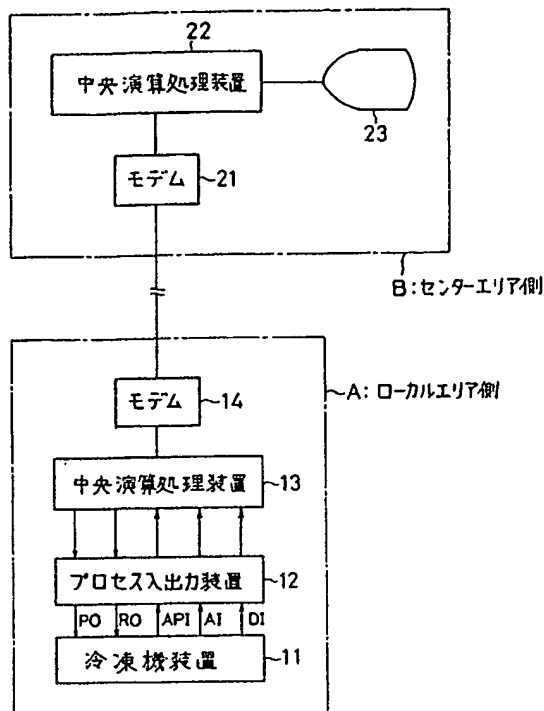 22
中央演算処理装置
23
モデム
21
B:センターエリア側
モデム
14
A:ローカルエリア側
中央演算処理装置
13
プロセス入出力装置
12
PO RO API AI DI
冷凍機装置
11